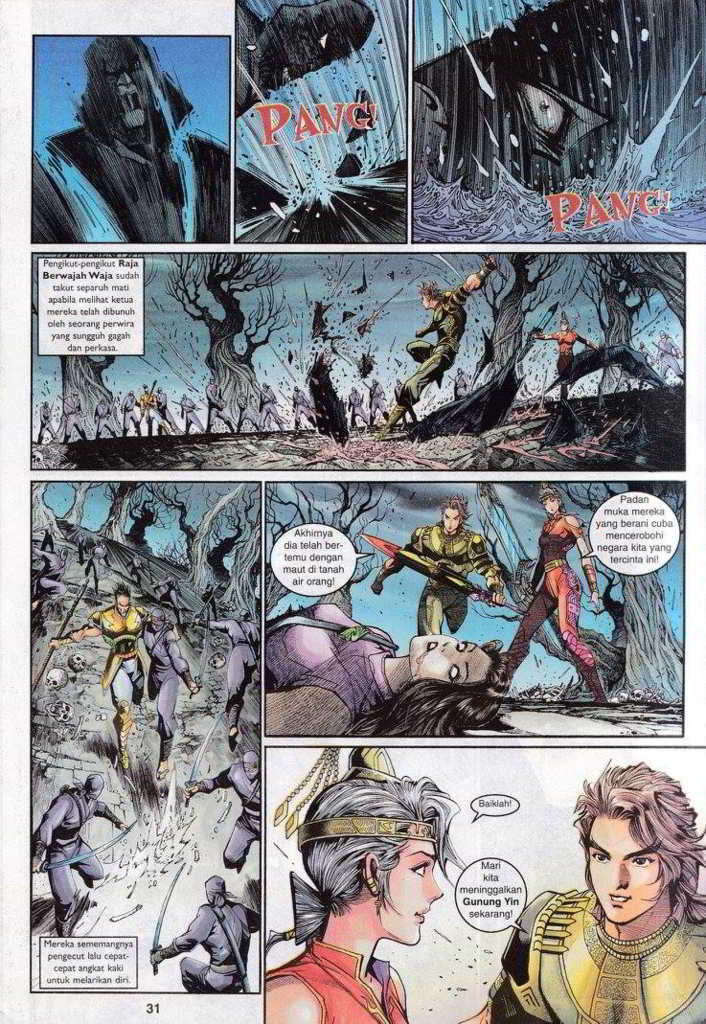 PANG!
PANG!
Pengikut-pengikut Raja
Berwajah Waja sudah
takut separuh mati
apabila melihat ketua
mereka telah dibunuh
oleh seorang perwira
yang sungguh gagah
dan perkasa.
Akhirnya
dia telah ber-
temu dengan
maut di tanah
air orang!
Padan
muka mereka
yang berani cuba
mencerobohi
negara kita yang
tercinta ini!
Mereka sememangnya
pengecut lalu cepat-
cepat angkat kaki
untuk melarikan diri.
Baiklah!
Mari
kita
meninggalkan
Gunung Yin
sekarang!
31